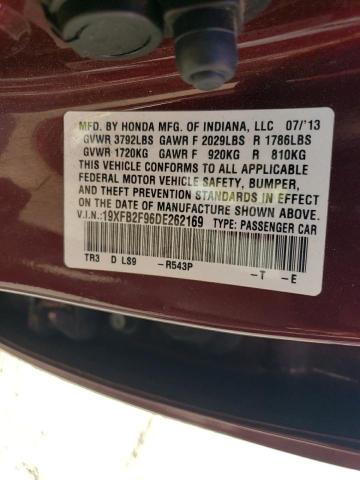 MFD. BY HONDA MFG. OF INDIANA, LLC 07/13
GVWR 3792LBS GAWR F 2029LBS R 1786LBS
GVWR 1720KG GAWR F 920KG R 810KG
THIS VEHICLE CONFORMS TO ALL APPLICABLE
FEDERAL MOTOR VEHICLE SAFETY, BUMPER,
AND THEFT PREVENTION STANDARDS IN EFFECT
ON THE DATE OF MANUFACTURE SHOWN ABOVE.
V.I.N.:19XFB2F96DE262169 TYPE: PASSENGER CAR
TR3 D LS9 -R543P -T -E